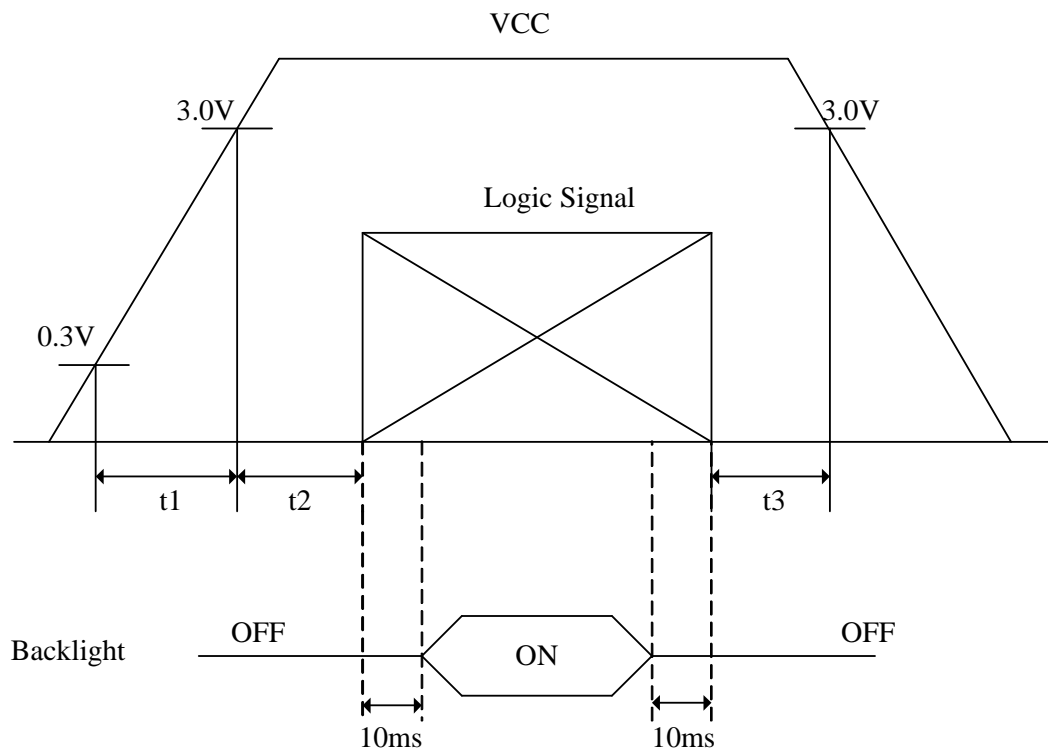 VCC
3.0V
3.0V
Logic Signal
0.3V
t1
t2
t3
OFF
OFF
Backlight
ON
10ms
10ms